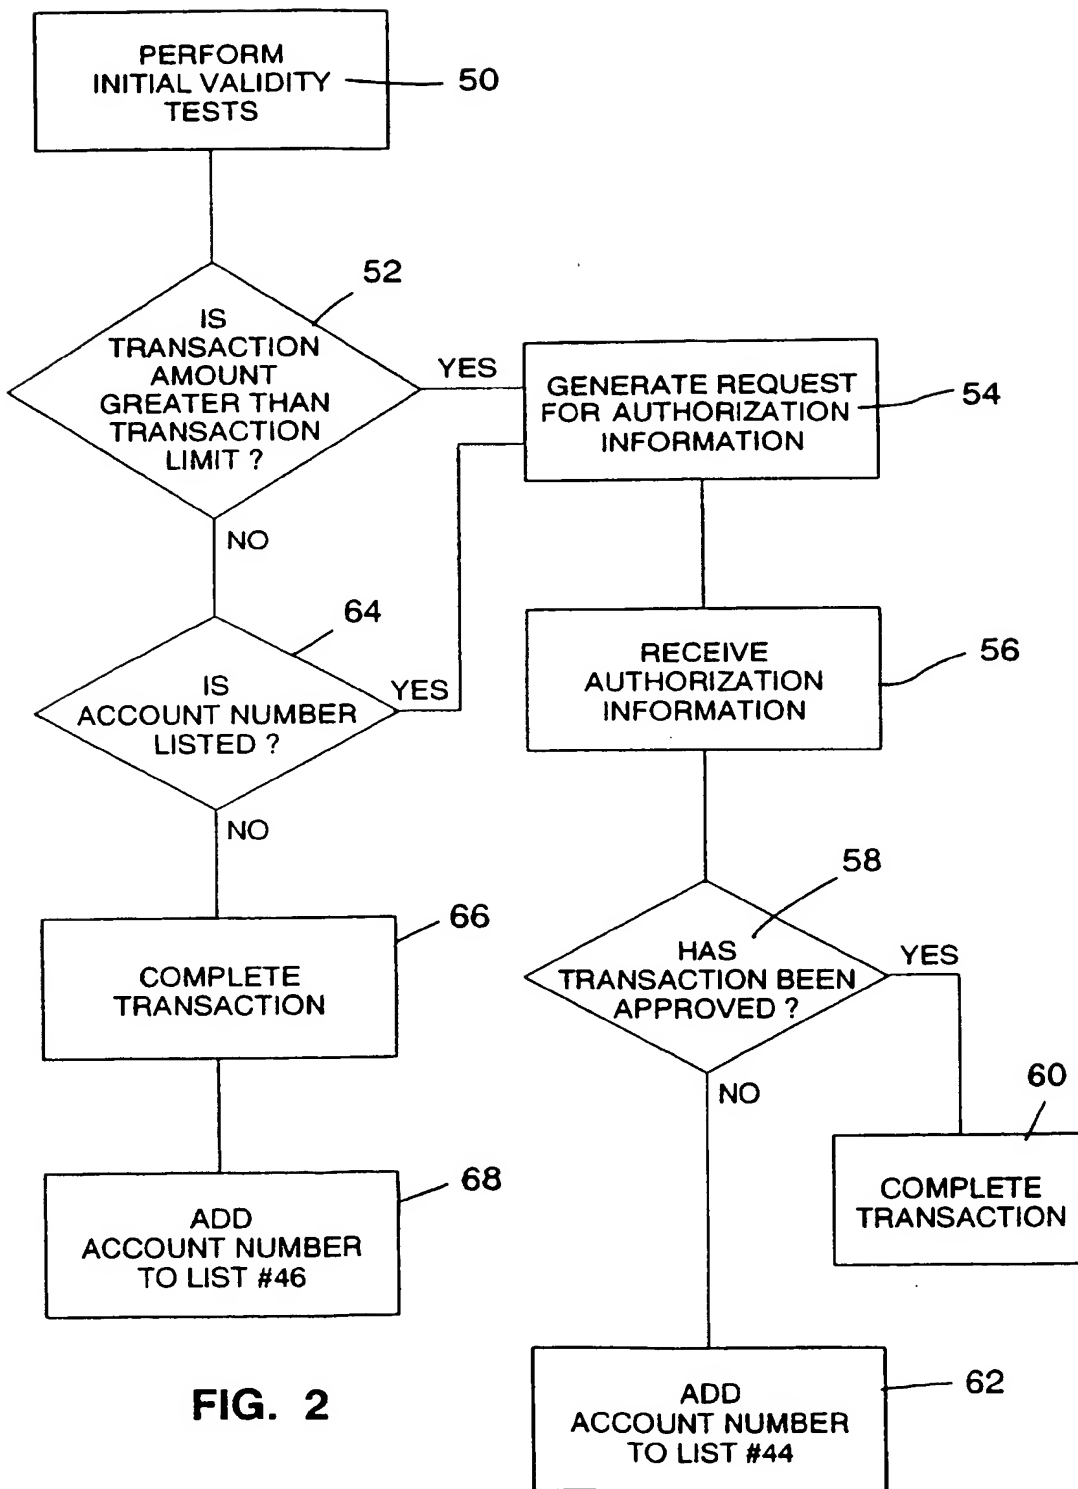 PERFORM
INITIAL VALIDITY
TESTS
50
52
IS
TRANSACTION
AMOUNT
GREATER THAN
TRANSACTION
LIMIT ?
YES
NO
GENERATE REQUEST
FOR AUTHORIZATION
INFORMATION
54
64
IS
ACCOUNT NUMBER
LISTED ?
YES
NO
RECEIVE
AUTHORIZATION
INFORMATION
56
58
HAS
TRANSACTION BEEN
APPROVED ?
YES
NO
66
COMPLETE
TRANSACTION
60
COMPLETE
TRANSACTION
68
ADD
ACCOUNT NUMBER
TO LIST #46
62
ADD
ACCOUNT NUMBER
TO LIST #44
FIG. 2